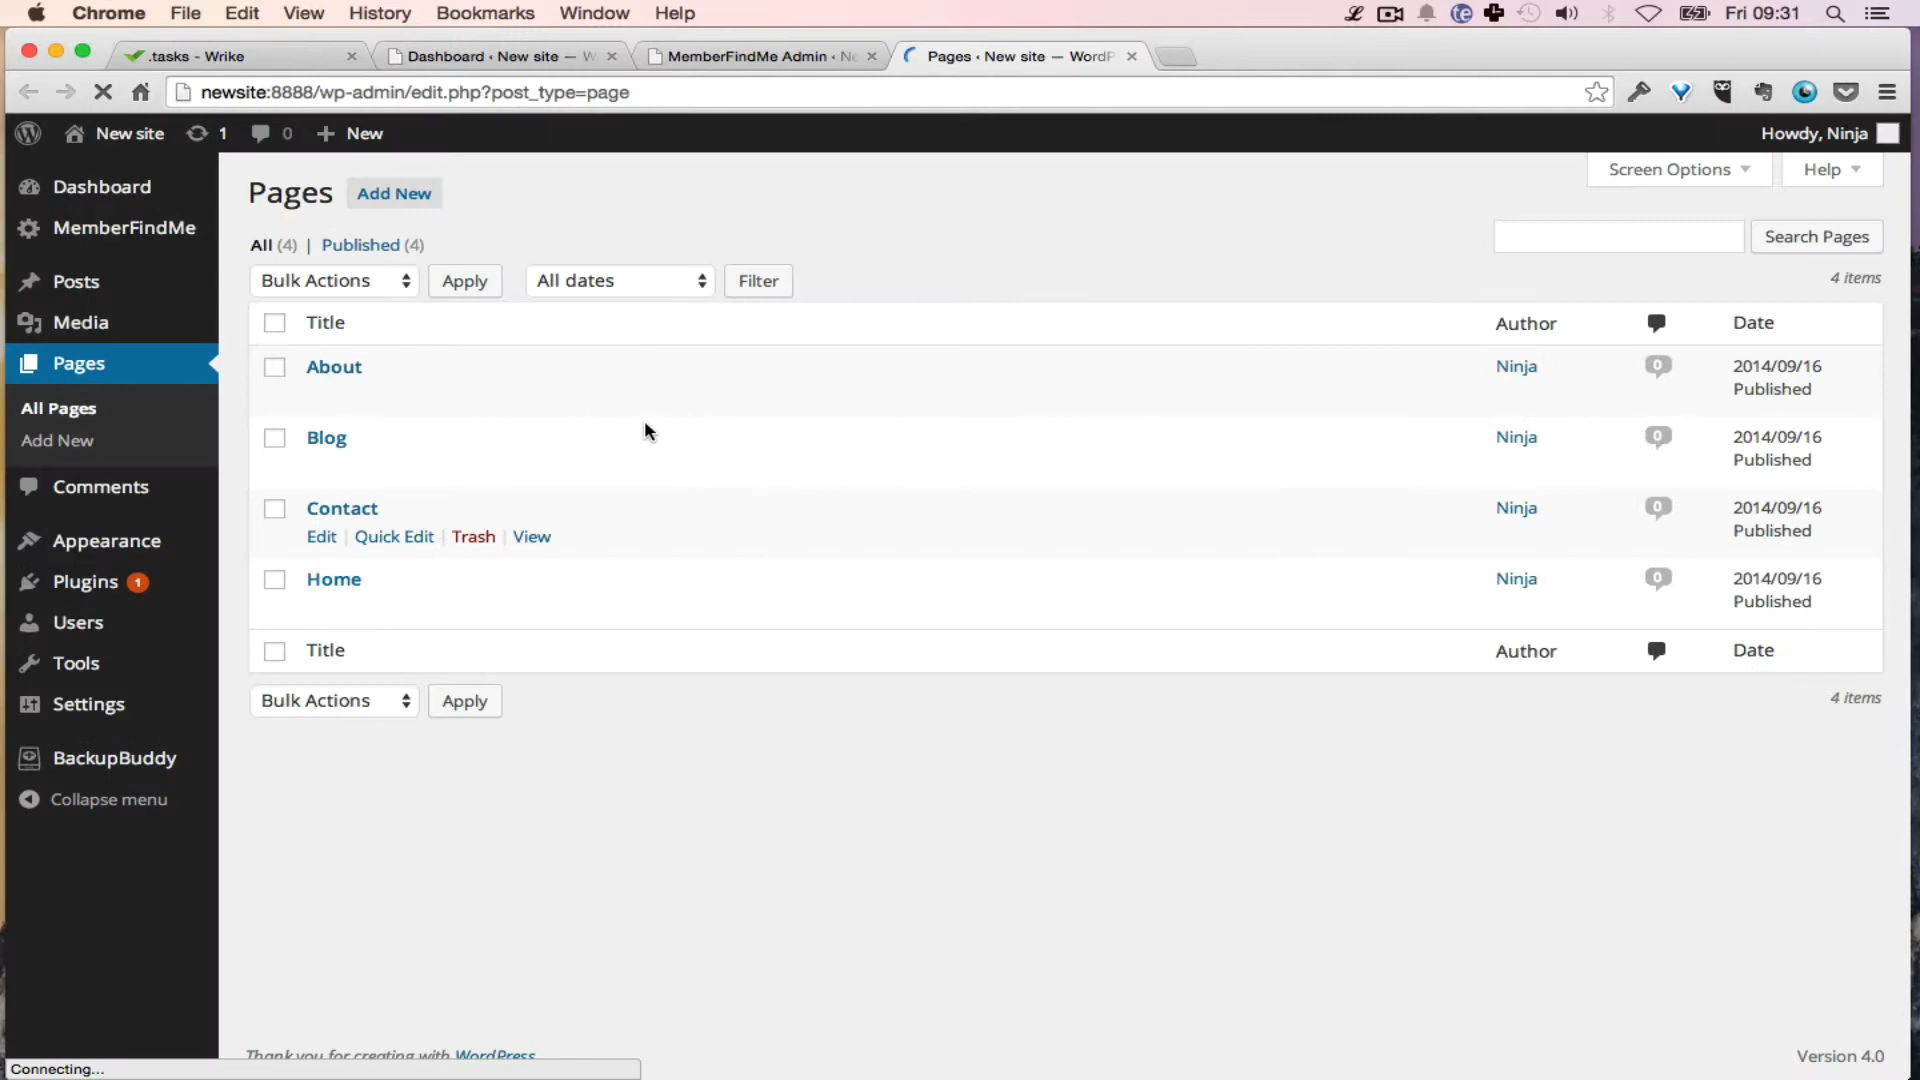 Chrome File Edit View History Bookmarks Window Help Fri 09:31
.tasks - Wrike
Dashboard ‹ New site — W
MemberFindMe Admin ‹ Ne
Pages ‹ New site — WordP
newsite:8888/wp-admin/edit.php?post_type=page
New site 1 0 + New Howdy, Ninja
Dashboard
MemberFindMe
Posts
Media
Pages
All Pages
Add New
Comments
Appearance
Plugins 1
Users
Tools
Settings
BackupBuddy
Collapse menu
Screen Options Help
Pages Add New
All (4) | Published (4)
Search Pages
Bulk Actions Apply All dates Filter
4 items
Title Author Date
About Ninja 0 2014/09/16
Published
Blog Ninja 0 2014/09/16
Published
Contact Ninja 0 2014/09/16
Published
Edit | Quick Edit | Trash | View
Home Ninja 0 2014/09/16
Published
Title Author Date
Bulk Actions Apply
4 items
Thank you for creating with WordPress
Version 4.0
Connecting...